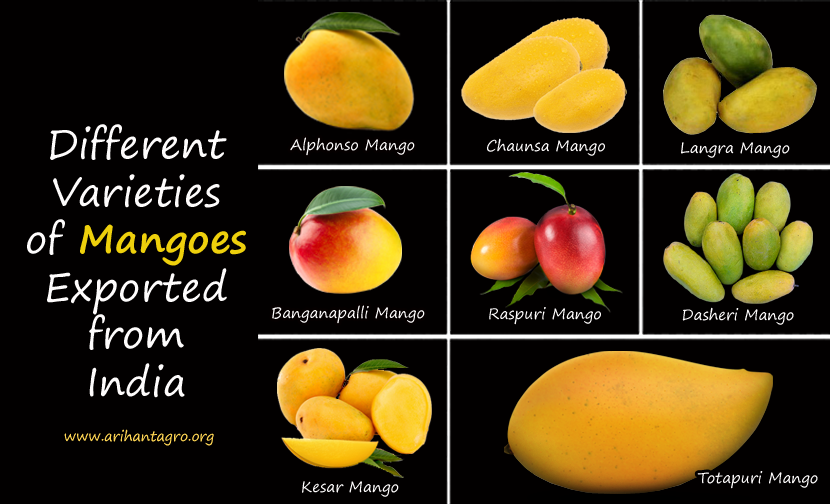 Different
Varieties
of Mangoes
Exported
from
India
www.arihantagro.org
Alphonso Mango
Chaunsa Mango
Langra Mango
Banganapalli Mango
Raspuri Mango
Dasheri Mango
Kesar Mango
Totapuri Mango